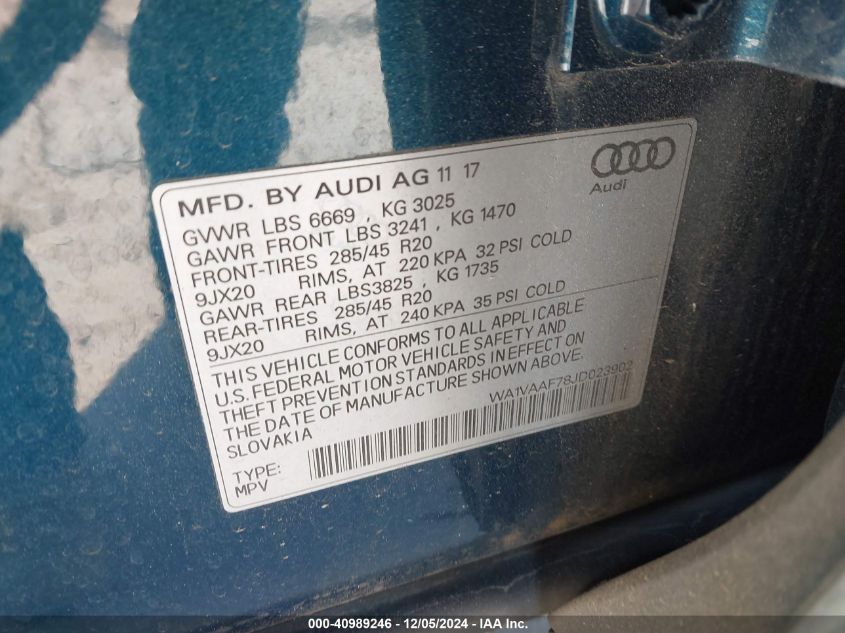 MFD. BY AUDI AG 11 17
Audi
GVWR LBS 6669 , KG 3025
GAWR FRONT LBS 3241 , KG 1470
FRONT-TIRES 285/45 R20
9JX20 RIMS, AT 220 KPA 32 PSI COLD
GAWR REAR LBS3825 , KG 1735
REAR-TIRES 285/45 R20
9JX20 RIMS, AT 240 KPA 35 PSI COLD
THIS VEHICLE CONFORMS TO ALL APPLICABLE
U.S. FEDERAL MOTOR VEHICLE SAFETY AND
THEFT PREVENTION STANDARDS IN EFFECT ON
THE DATE OF MANUFACTURE SHOWN ABOVE.
SLOVAKIA
WA1VAAF78JD023902
TYPE:
MPV
000-40989246 - 12/05/2024 - IAA Inc.